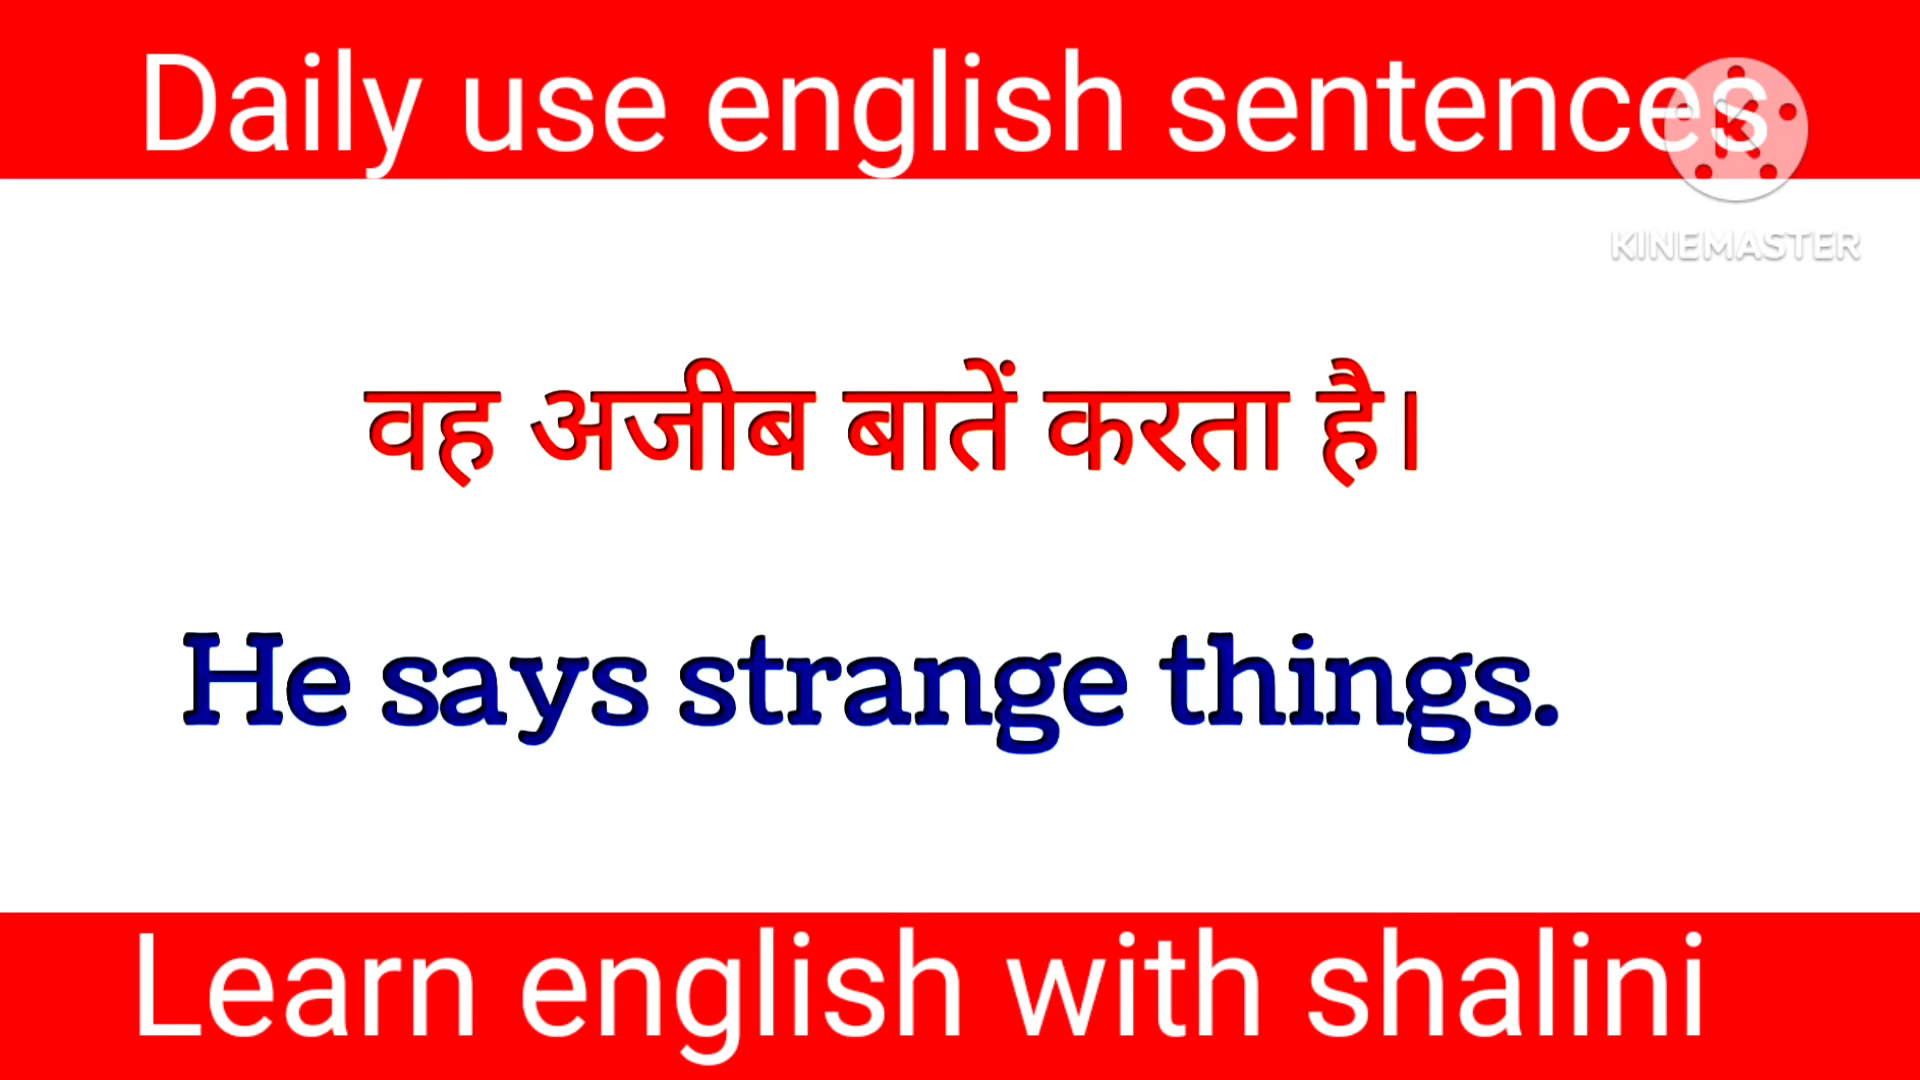 Daily use english sentences
KINEMASTER
वह अजीब बातें करता है।
He says strange things.
Learn english with shalini